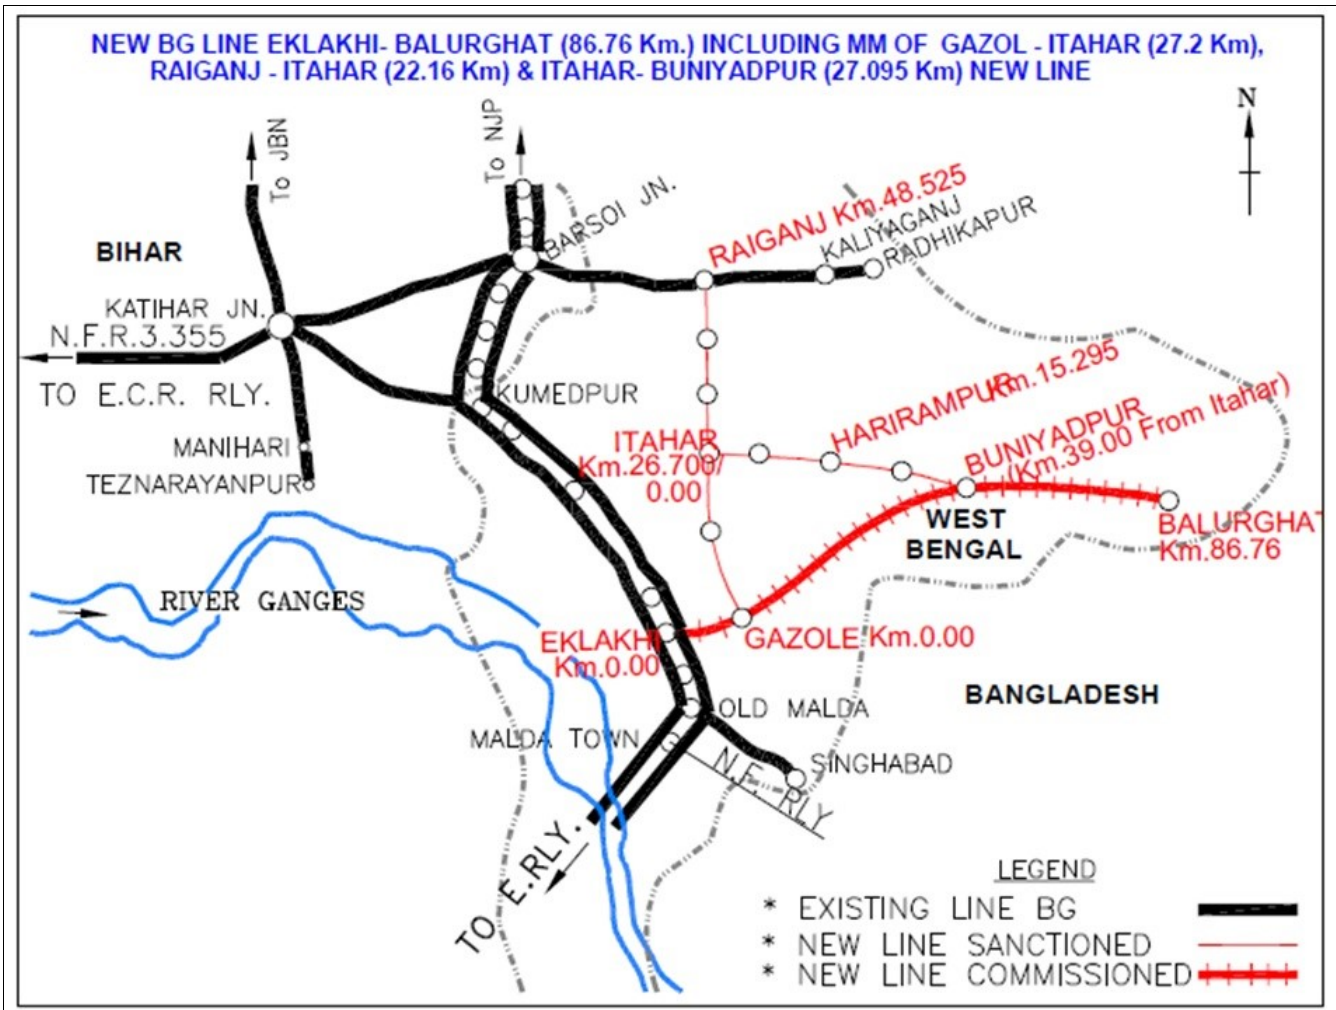 NEW BG LINE EKLAKHI- BALURGHAT (86.76 Km.) INCLUDING MM OF GAZOL - ITAHAR (27.2 Km),
RAIGANJ - ITAHAR (22.16 Km) & ITAHAR- BUNIYADPUR (27.095 Km) NEW LINE
To JBN
To NJP
N
BARSOI JN.
RAIGANJ Km.48.525
KALIYAGANJ
RADHIKAPUR
BIHAR
KATIHAR JN.
N.F.R.3.355
TO E.C.R. RLY.
KUMEDPUR
MANIHARI
TEZNARAYANPUR
ITAHAR
Km.26.700/
0.00
HARIRAMPUR
Km.15.295
BUNIYADPUR
(Km.39.00 From Itahar)
WEST
BENGAL
BALURGHAT
Km.86.76
RIVER GANGES
EKLAKHI
Km.0.00
GAZOLE Km.0.00
BANGLADESH
OLD MALDA
MALDA TOWN
SINGHABAD
N.F. RLY
TO E.RLY.
LEGEND
* EXISTING LINE BG
* NEW LINE SANCTIONED
* NEW LINE COMMISSIONED